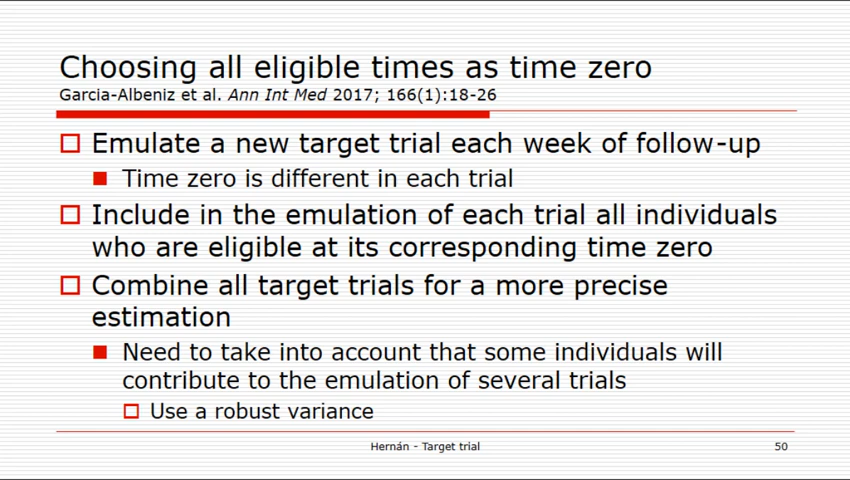 Choosing all eligible times as time zero
Garcia-Albeniz et al. Ann Int Med 2017; 166(1):18-26
Emulate a new target trial each week of follow-up
Time zero is different in each trial
Include in the emulation of each trial all individuals
who are eligible at its corresponding time zero
Combine all target trials for a more precise
estimation
Need to take into account that some individuals will
contribute to the emulation of several trials
Use a robust variance
Hernán - Target trial
50